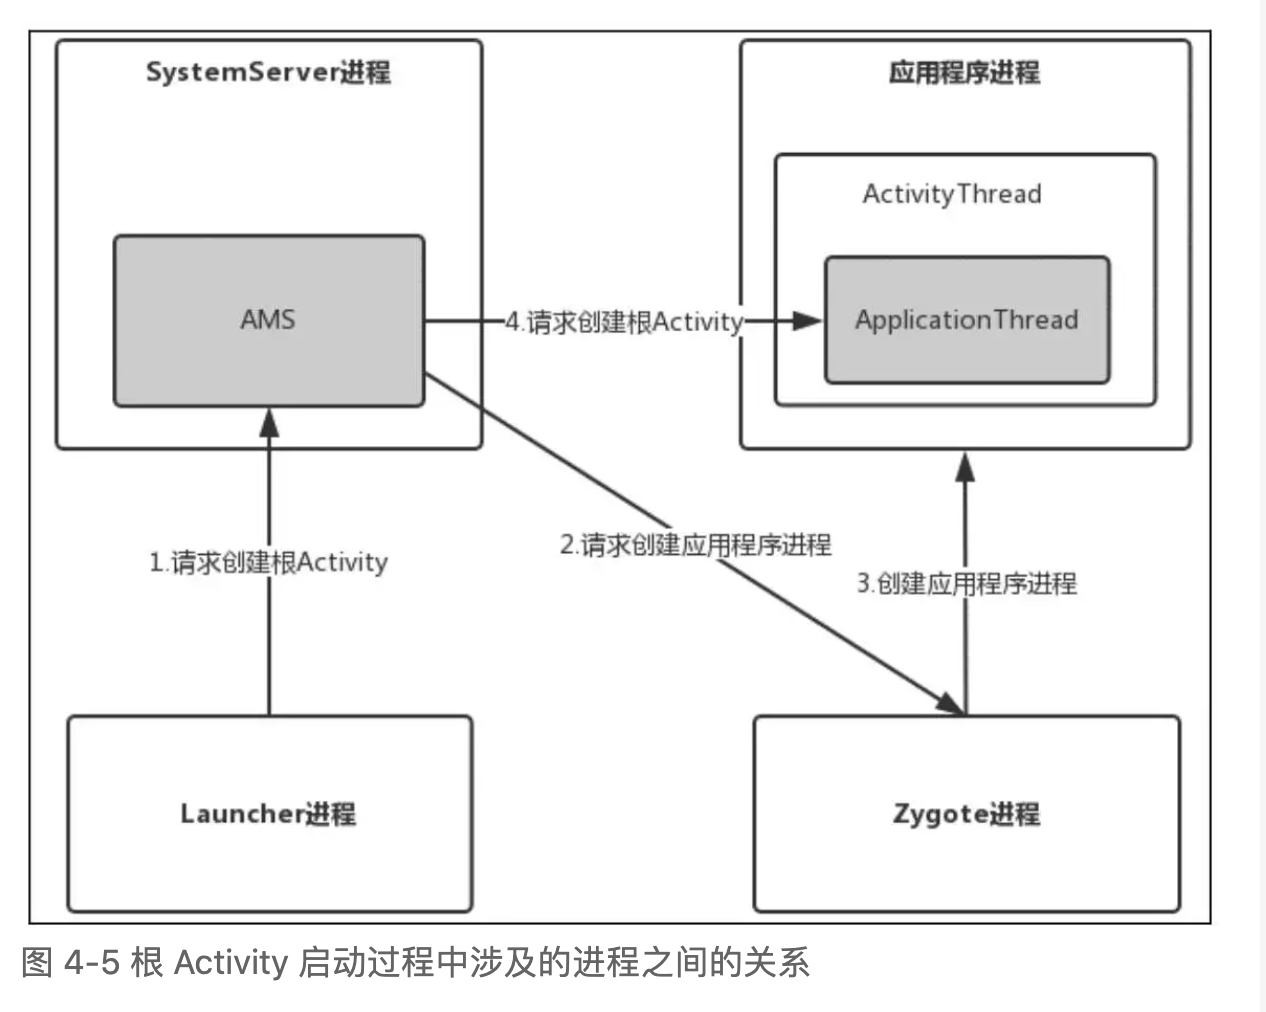 SystemServer进程
应用程序进程
ActivityThread
AMS
4.请求创建根Activity
ApplicationThread
1.请求创建根Activity
2.请求创建应用程序进程
3.创建应用程序进程
Launcher进程
Zygote进程
图 4-5 根 Activity 启动过程中涉及的进程之间的关系